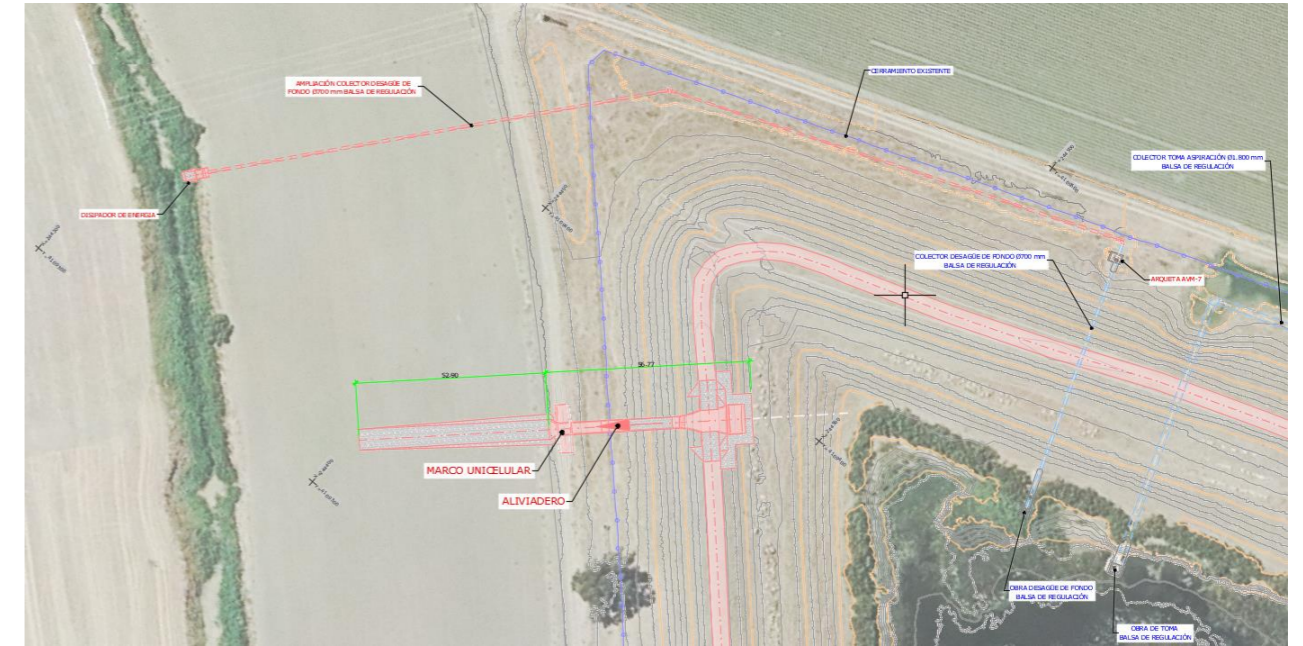 CERRAMIENTO EXISTENTE
AMPLIACIÓN COLECTOR DESAGÜE DE
FONDO Ø700 mm BALSA DE REGULACIÓN
COLECTOR TOMA ASPIRACIÓN Ø1.800 mm
BALSA DE REGULACIÓN
DISIPADOR DE ENERGIA
COLECTOR DESAGÜE DE FONDO Ø700 mm
BALSA DE REGULACIÓN
ARQUETA AVM-7
52.90
56.77
MARCO UNICELULAR
ALIVIADERO
OBRA DESAGÜE DE FONDO
BALSA DE REGULACIÓN
OBRA DE TOMA
BALSA DE REGULACIÓN